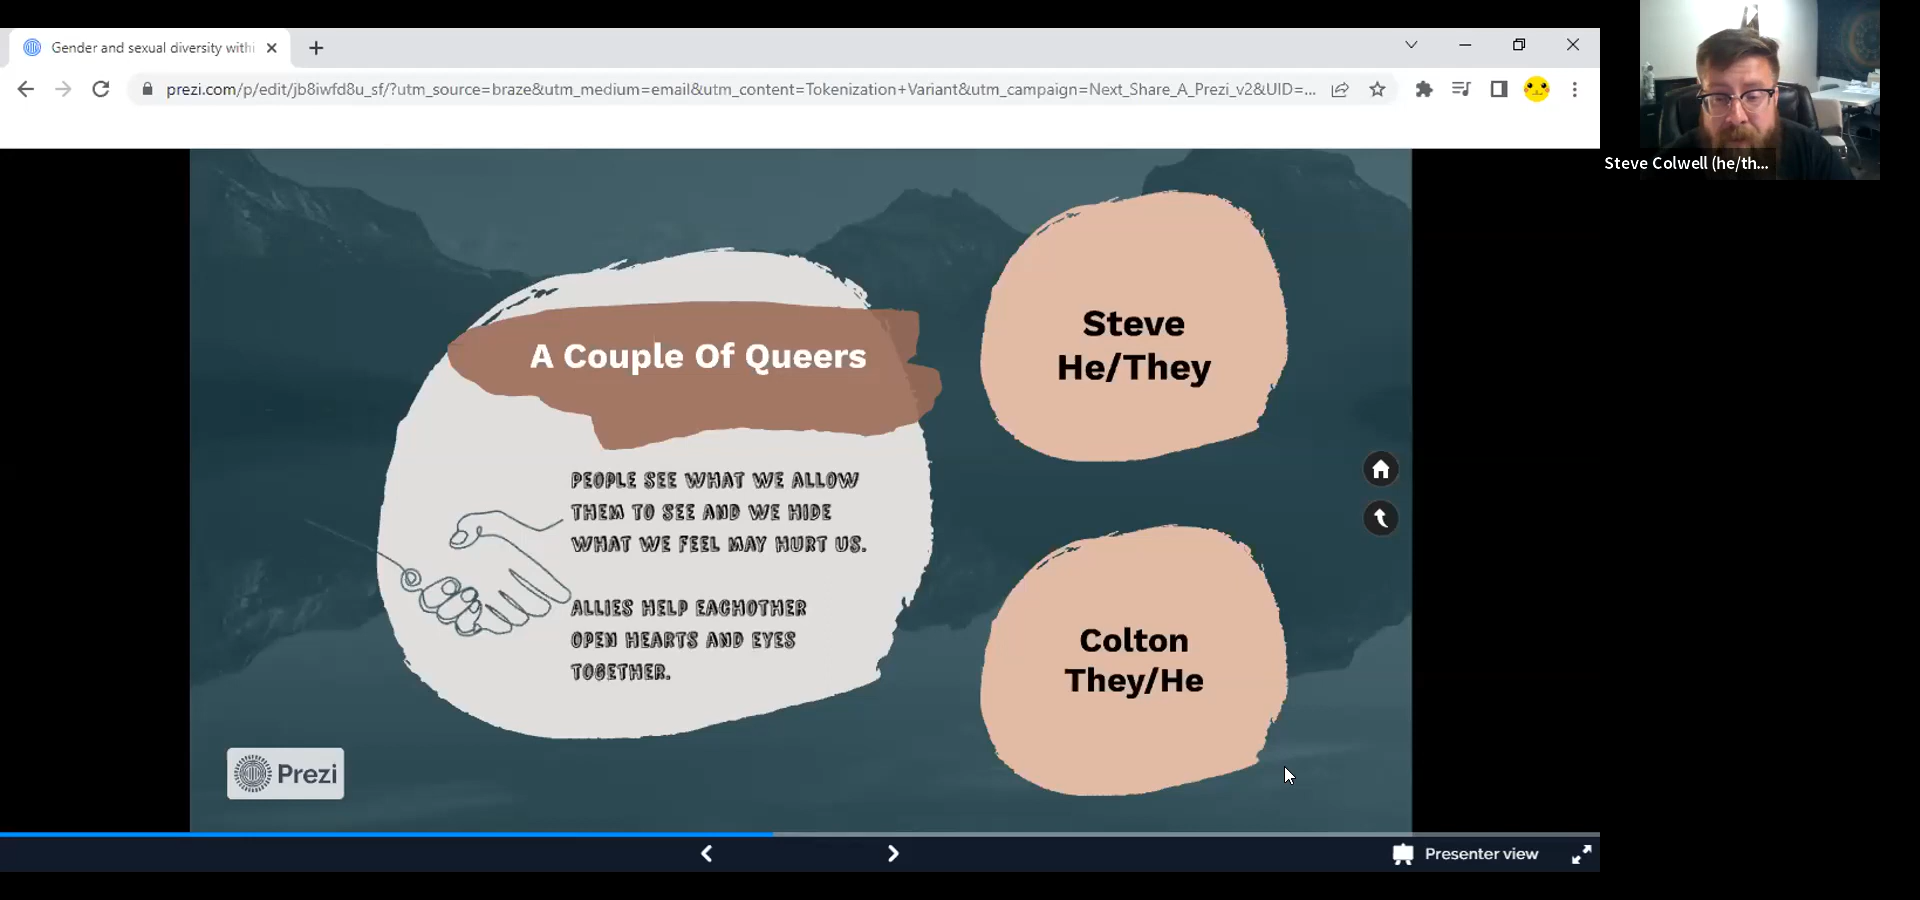 Gender and sexual diversity withi
prezi.com/p/edit/jb8iwfd8u_sf/?utm_source=braze&utm_medium=email&utm_content=Tokenization+Variant&utm_campaign=Next_Share_A_Prezi_v2&UID=...
Steve Colwell (he/th...
A Couple Of Queers
PEOPLE SEE WHAT WE ALLOW
THEM TO SEE AND WE HIDE
WHAT WE FEEL MAY HURT US.
ALLIES HELP EACHOTHER
OPEN HEARTS AND EYES
TOGETHER.
Steve
He/They
Colton
They/He
Prezi
Presenter view